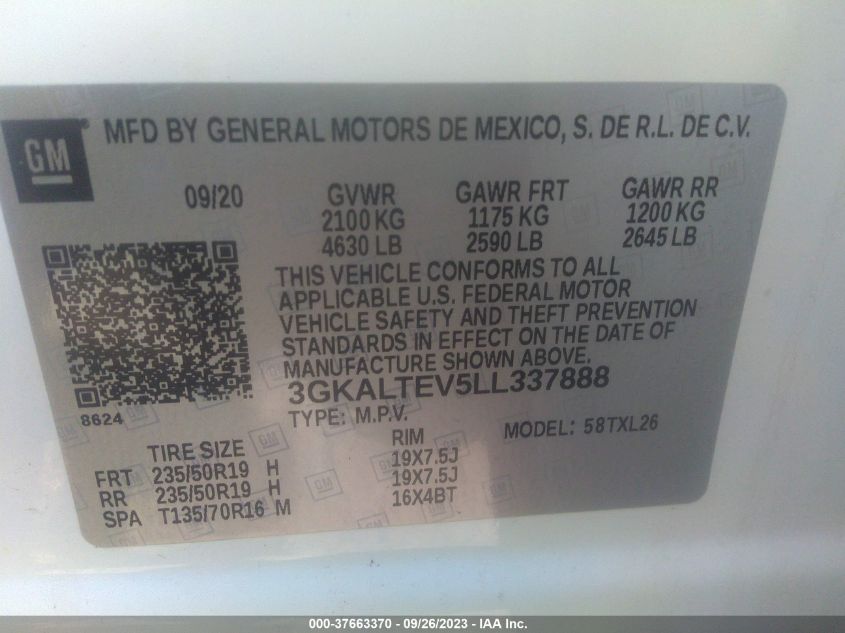 GM
MFD BY GENERAL MOTORS DE MEXICO, S. DE R.L. DE C.V.
09/20 GVWR GAWR FRT GAWR RR
2100 KG 1175 KG 1200 KG
4630 LB 2590 LB 2645 LB
THIS VEHICLE CONFORMS TO ALL
APPLICABLE U.S. FEDERAL MOTOR
VEHICLE SAFETY AND THEFT PREVENTION
STANDARDS IN EFFECT ON THE DATE OF
MANUFACTURE SHOWN ABOVE.
3GKALTEV5LL337888
8624
TYPE: M.P.V. MODEL: 58TXL26
TIRE SIZE RIM
FRT 235/50R19 H 19X7.5J
RR 235/50R19 H 19X7.5J
SPA T135/70R16 M 16X4BT
000-37663370 - 09/26/2023 - IAA Inc.